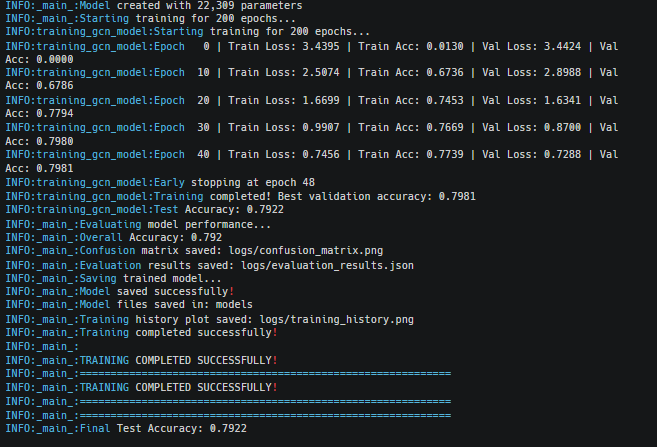 INFO:_main_:Model created with 22,309 parameters
INFO:_main_:Starting training for 200 epochs...
INFO:training_gcn_model:Starting training for 200 epochs...
INFO:training_gcn_model:Epoch   0 | Train Loss: 3.4395 | Train Acc: 0.0130 | Val Loss: 3.4424 | Val
Acc: 0.0000
INFO:training_gcn_model:Epoch  10 | Train Loss: 2.5074 | Train Acc: 0.6736 | Val Loss: 2.8988 | Val
Acc: 0.6786
INFO:training_gcn_model:Epoch  20 | Train Loss: 1.6699 | Train Acc: 0.7453 | Val Loss: 1.6341 | Val
Acc: 0.7794
INFO:training_gcn_model:Epoch  30 | Train Loss: 0.9907 | Train Acc: 0.7669 | Val Loss: 0.8700 | Val
Acc: 0.7980
INFO:training_gcn_model:Epoch  40 | Train Loss: 0.7456 | Train Acc: 0.7739 | Val Loss: 0.7288 | Val
Acc: 0.7981
INFO:training_gcn_model:Early stopping at epoch 48
INFO:training_gcn_model:Training completed! Best validation accuracy: 0.7981
INFO:training_gcn_model:Test Accuracy: 0.7922
INFO:_main_:Evaluating model performance...
INFO:_main_:Overall Accuracy: 0.792
INFO:_main_:Confusion matrix saved: logs/confusion_matrix.png
INFO:_main_:Evaluation results saved: logs/evaluation_results.json
INFO:_main_:Saving trained model...
INFO:_main_:Model saved successfully!
INFO:_main_:Model files saved in: models
INFO:_main_:Training history plot saved: logs/training_history.png
INFO:_main_:Training completed successfully!
INFO:_main_:
INFO:_main_:TRAINING COMPLETED SUCCESSFULLY!
INFO:_main_:============================================================
INFO:_main_:TRAINING COMPLETED SUCCESSFULLY!
INFO:_main_:============================================================
INFO:_main_:============================================================
INFO:_main_:Final Test Accuracy: 0.7922